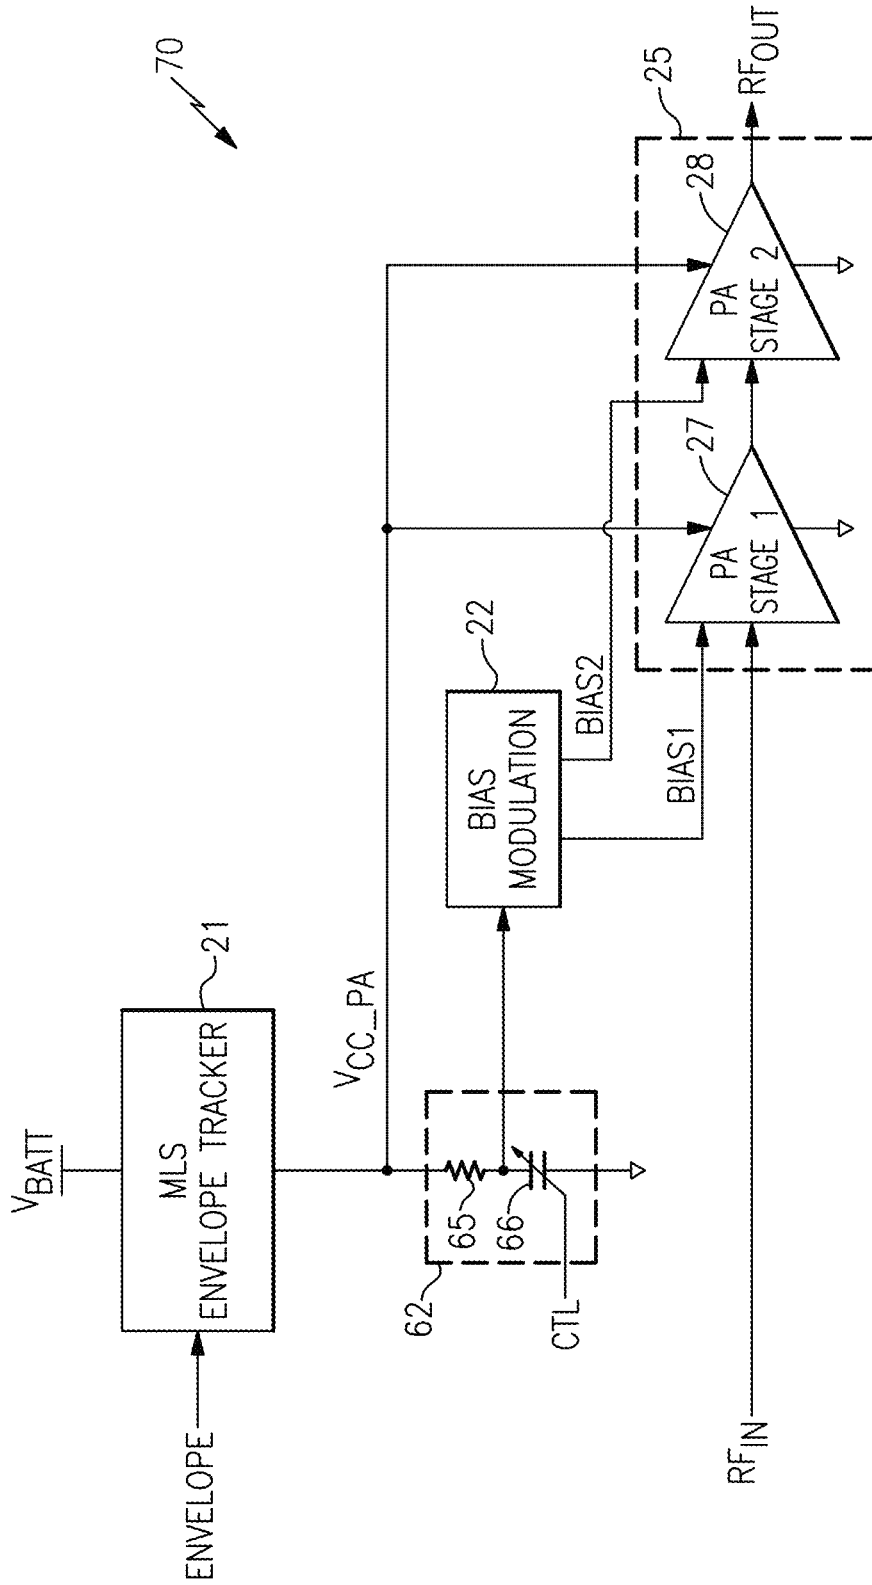 70
V_BATT
MLS
ENVELOPE TRACKER
21
ENVELOPE
V_CC_PA
62
65
66
CTL
BIAS
MODULATION
22
BIAS2
BIAS1
25
PA
STAGE 1
27
PA
STAGE 2
28
RF_IN
RF_OUT